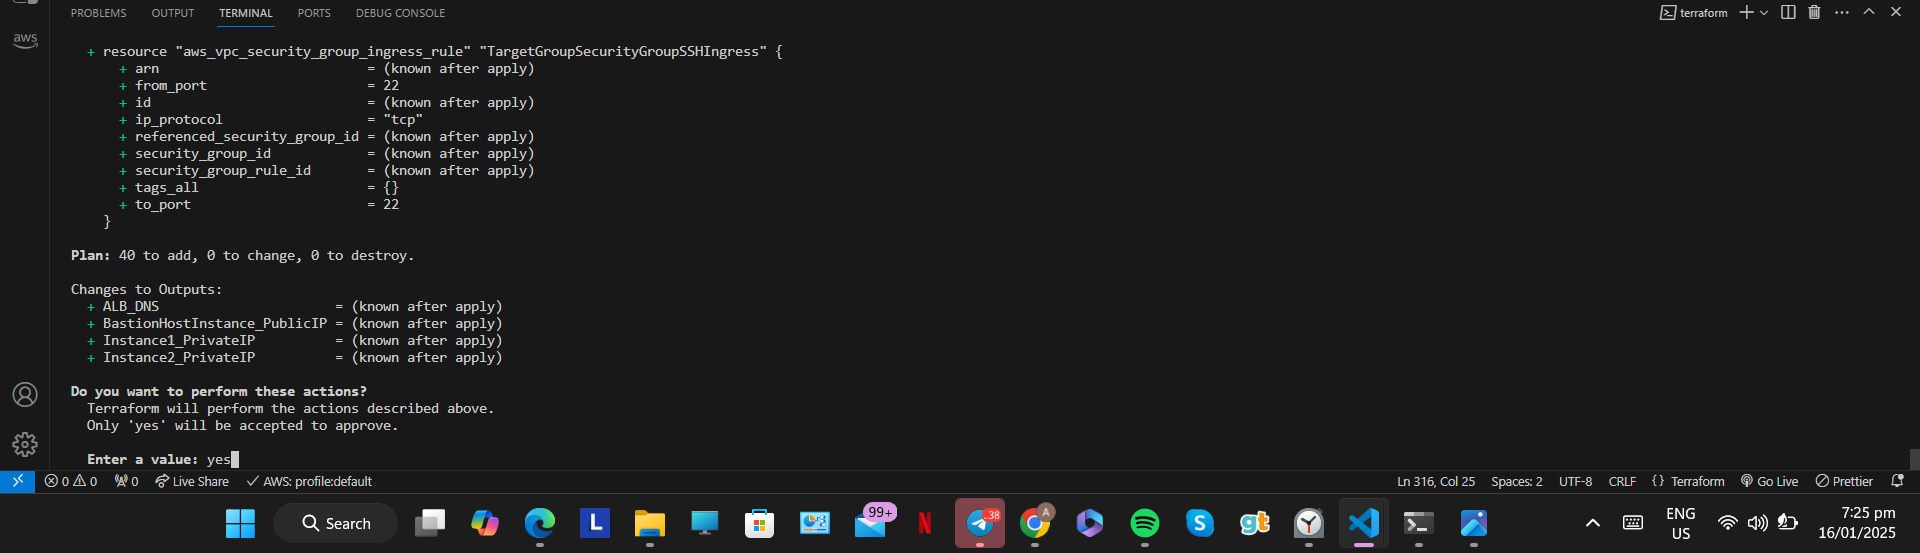 PROBLEMS OUTPUT TERMINAL PORTS DEBUG CONSOLE terraform
aws
+ resource "aws_vpc_security_group_ingress_rule" "TargetGroupSecurityGroupSSHIngress" {
+ arn = (known after apply)
+ from_port = 22
+ id = (known after apply)
+ ip_protocol = "tcp"
+ referenced_security_group_id = (known after apply)
+ security_group_id = (known after apply)
+ security_group_rule_id = (known after apply)
+ tags_all = {}
+ to_port = 22
}
Plan: 40 to add, 0 to change, 0 to destroy.
Changes to Outputs:
+ ALB_DNS = (known after apply)
+ BastionHostInstance_PublicIP = (known after apply)
+ Instance1_PrivateIP = (known after apply)
+ Instance2_PrivateIP = (known after apply)
Do you want to perform these actions?
Terraform will perform the actions described above.
Only 'yes' will be accepted to approve.
Enter a value: yes
0 0 0 Live Share AWS: profile:default Ln 316, Col 25 Spaces: 2 UTF-8 CRLF { } Terraform Go Live Prettier
Search L 99+ N .38 A S gt ENG US 7:25 pm
16/01/2025